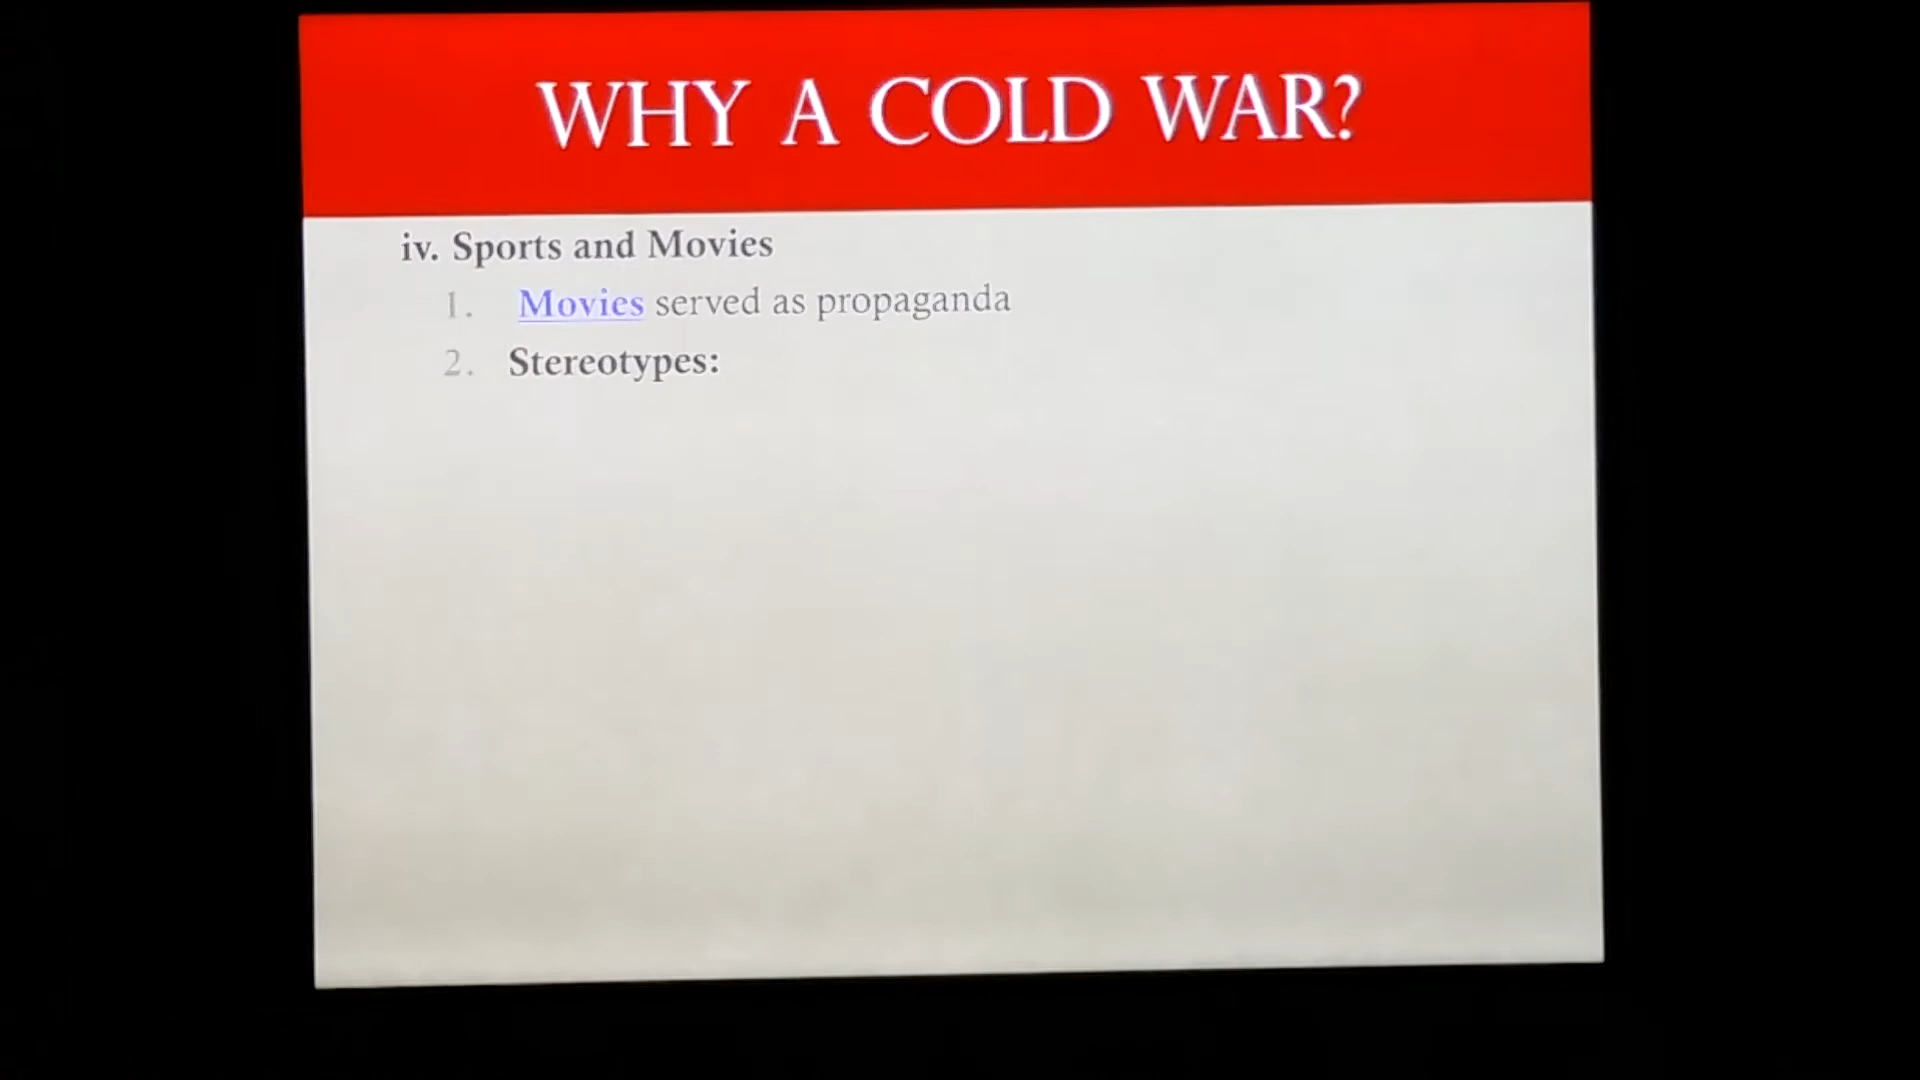 WHY A COLD WAR?
iv. Sports and Movies
1. Movies served as propaganda
2. Stereotypes: